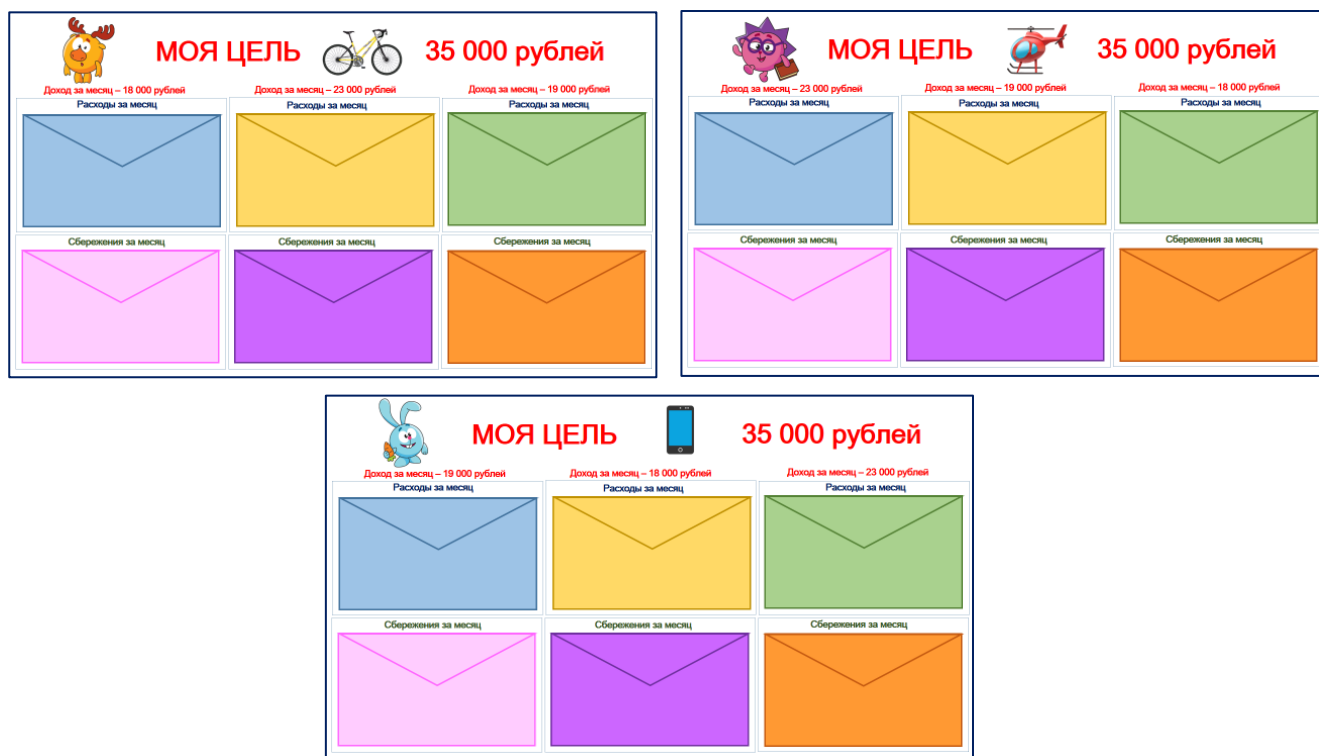 МОЯ ЦЕЛЬ 35 000 рублей
Доход за месяц – 18 000 рублей Доход за месяц – 23 000 рублей Доход за месяц – 19 000 рублей
Расходы за месяц Расходы за месяц Расходы за месяц
Сбережения за месяц Сбережения за месяц Сбережения за месяц
МОЯ ЦЕЛЬ 35 000 рублей
Доход за месяц – 23 000 рублей Доход за месяц – 19 000 рублей Доход за месяц – 18 000 рублей
Расходы за месяц Расходы за месяц Расходы за месяц
Сбережения за месяц Сбережения за месяц Сбережения за месяц
МОЯ ЦЕЛЬ 35 000 рублей
Доход за месяц – 19 000 рублей Доход за месяц – 18 000 рублей Доход за месяц – 23 000 рублей
Расходы за месяц Расходы за месяц Расходы за месяц
Сбережения за месяц Сбережения за месяц Сбережения за месяц